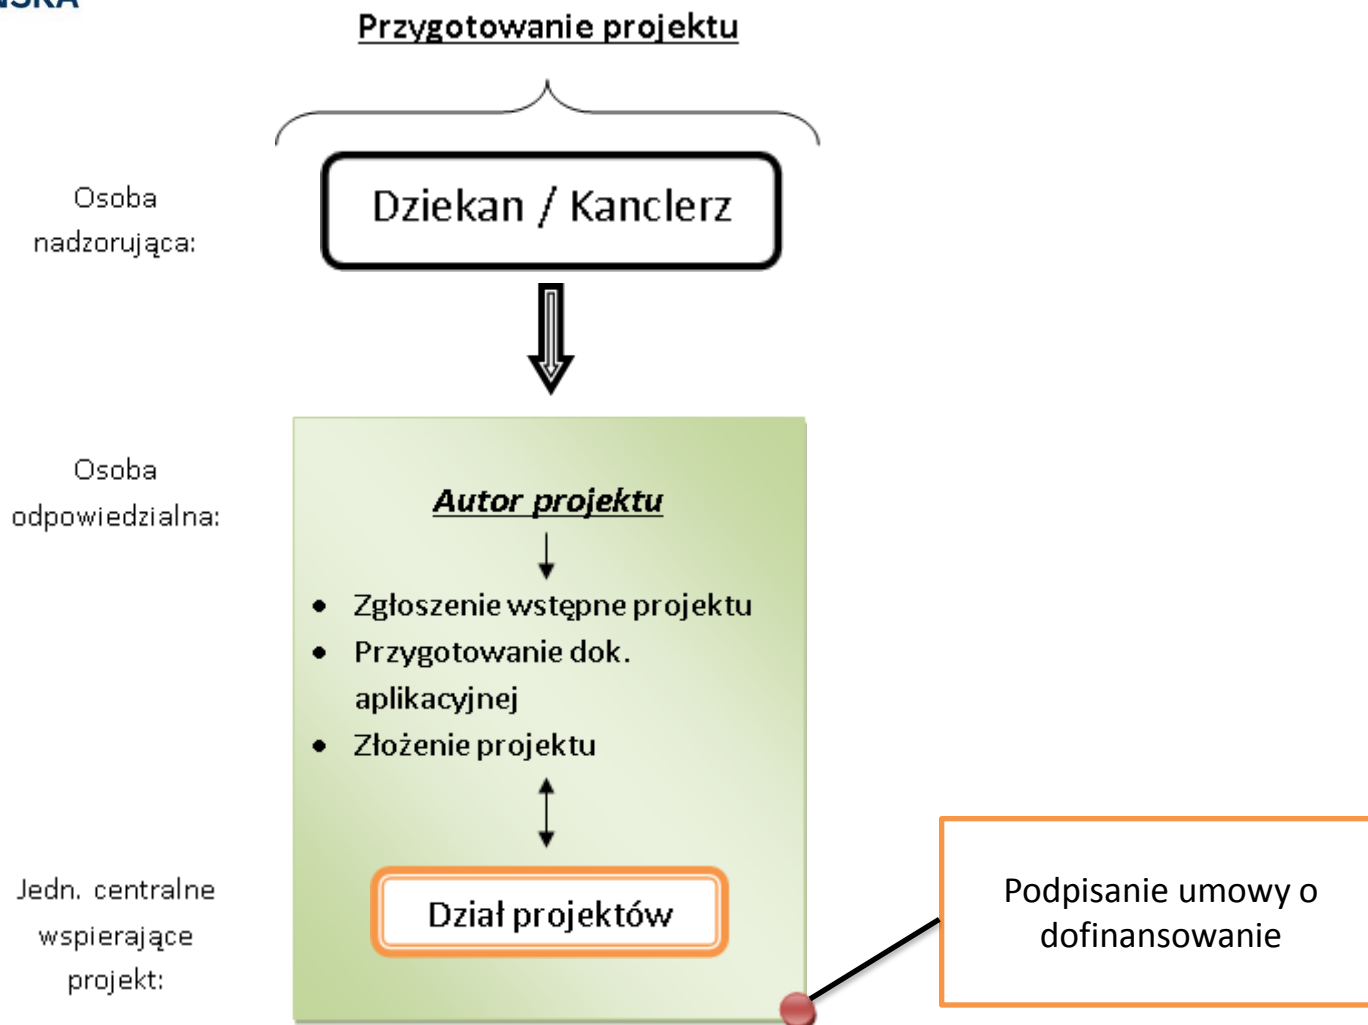 Przygotowanie projektu
Osoba
nadzorująca:
Dziekan / Kanclerz
Osoba
odpowiedzialna:
Autor projektu
• Zgłoszenie wstępne projektu
• Przygotowanie dok.
aplikacyjnej
• Złożenie projektu
Jedn. centralne
wspierające
projekt:
Dział projektów
Podpisanie umowy o
dofinansowanie